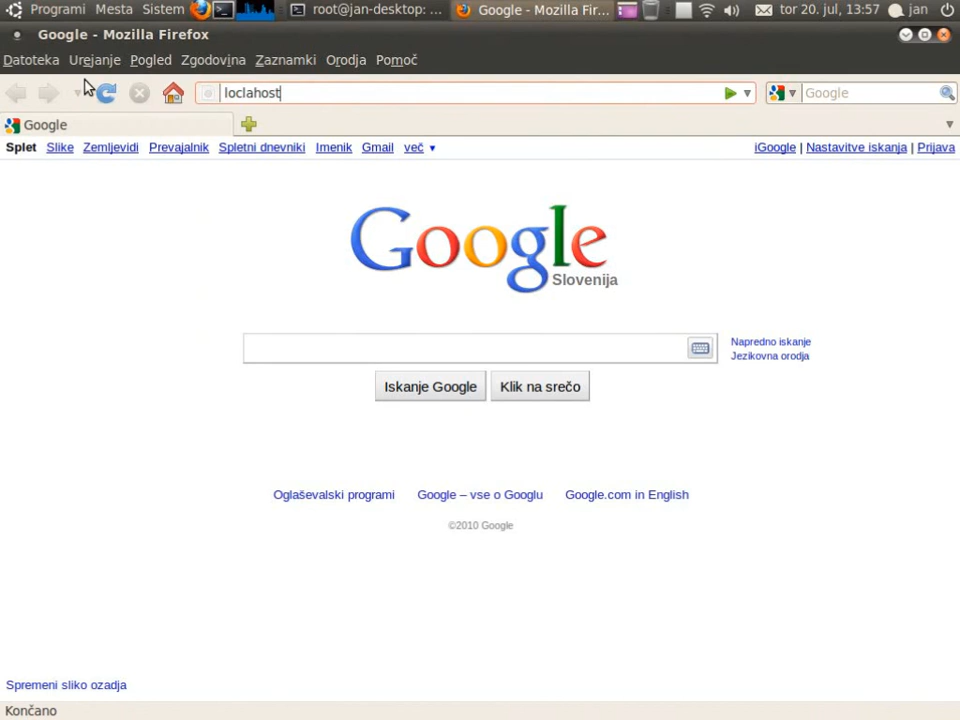 Programi Mesta Sistem root@jan-desktop: ... Google - Mozilla Fir... tor 20. jul, 13:57 jan
Google - Mozilla Firefox
Datoteka Urejanje Pogled Zgodovina Zaznamki Orodja Pomoč
loclahost Google
Google
Splet Slike Zemljevidi Prevajalnik Spletni dnevniki Imenik Gmail več ▼ iGoogle | Nastavitve iskanja | Prijava
Google
Slovenija
Napredno iskanje
Jezikovna orodja
Iskanje Google Klik na srečo
Oglaševalski programi Google – vse o Googlu Google.com in English
©2010 Google
Spremeni sliko ozadja
Končano